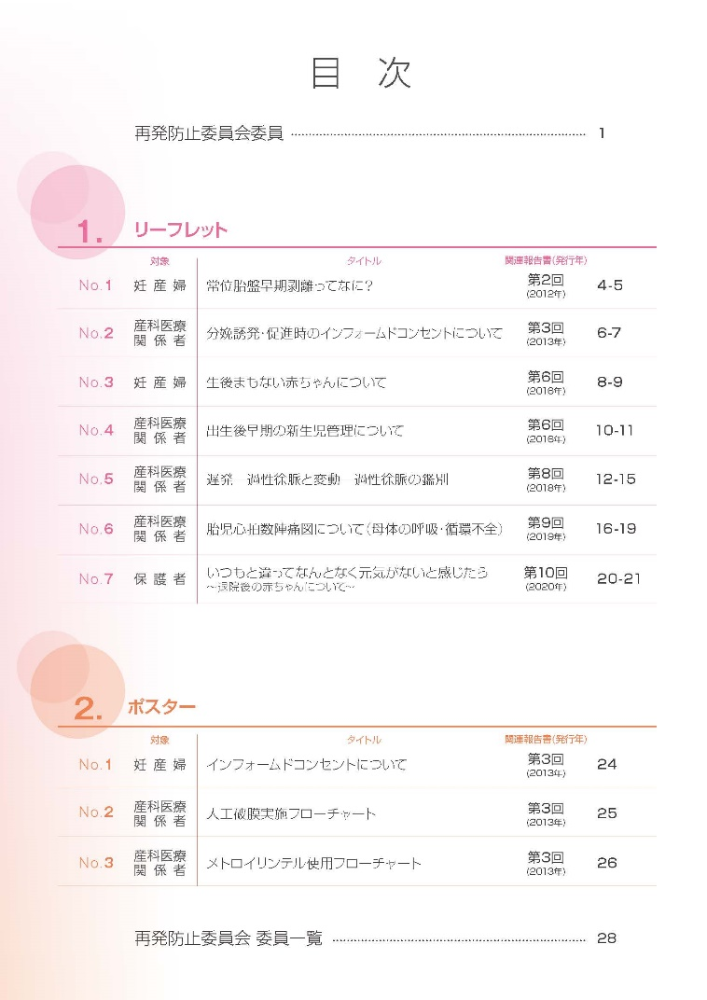 目 次
再発防止委員会委員 1
1. リーフレット
対象 タイトル 関連報告書(発行年)
No.1 妊産婦 常位胎盤早期剥離ってなに? 第2回 (2012年) 4-5
No.2 産科医療関係者 分娩誘発・促進時のインフォームドコンセントについて 第3回 (2013年) 6-7
No.3 妊産婦 生後まもない赤ちゃんについて 第6回 (2016年) 8-9
No.4 産科医療関係者 出生後早期の新生児管理について 第6回 (2016年) 10-11
No.5 産科医療関係者 遅発一過性徐脈と変動一過性徐脈の鑑別 第8回 (2018年) 12-15
No.6 産科医療関係者 胎児心拍数陣痛図について(母体の呼吸・循環不全) 第9回 (2019年) 16-19
No.7 保護者 いつもと違ってなんとなく元気がないと感じたら
~退院後の赤ちゃんについて~ 第10回 (2020年) 20-21
2. ポスター
対象 タイトル 関連報告書(発行年)
No.1 妊産婦 インフォームドコンセントについて 第3回 (2013年) 24
No.2 産科医療関係者 人工破膜実施フローチャート 第3回 (2013年) 25
No.3 産科医療関係者 メトロイリンテル使用フローチャート 第3回 (2013年) 26
再発防止委員会 委員一覧 28